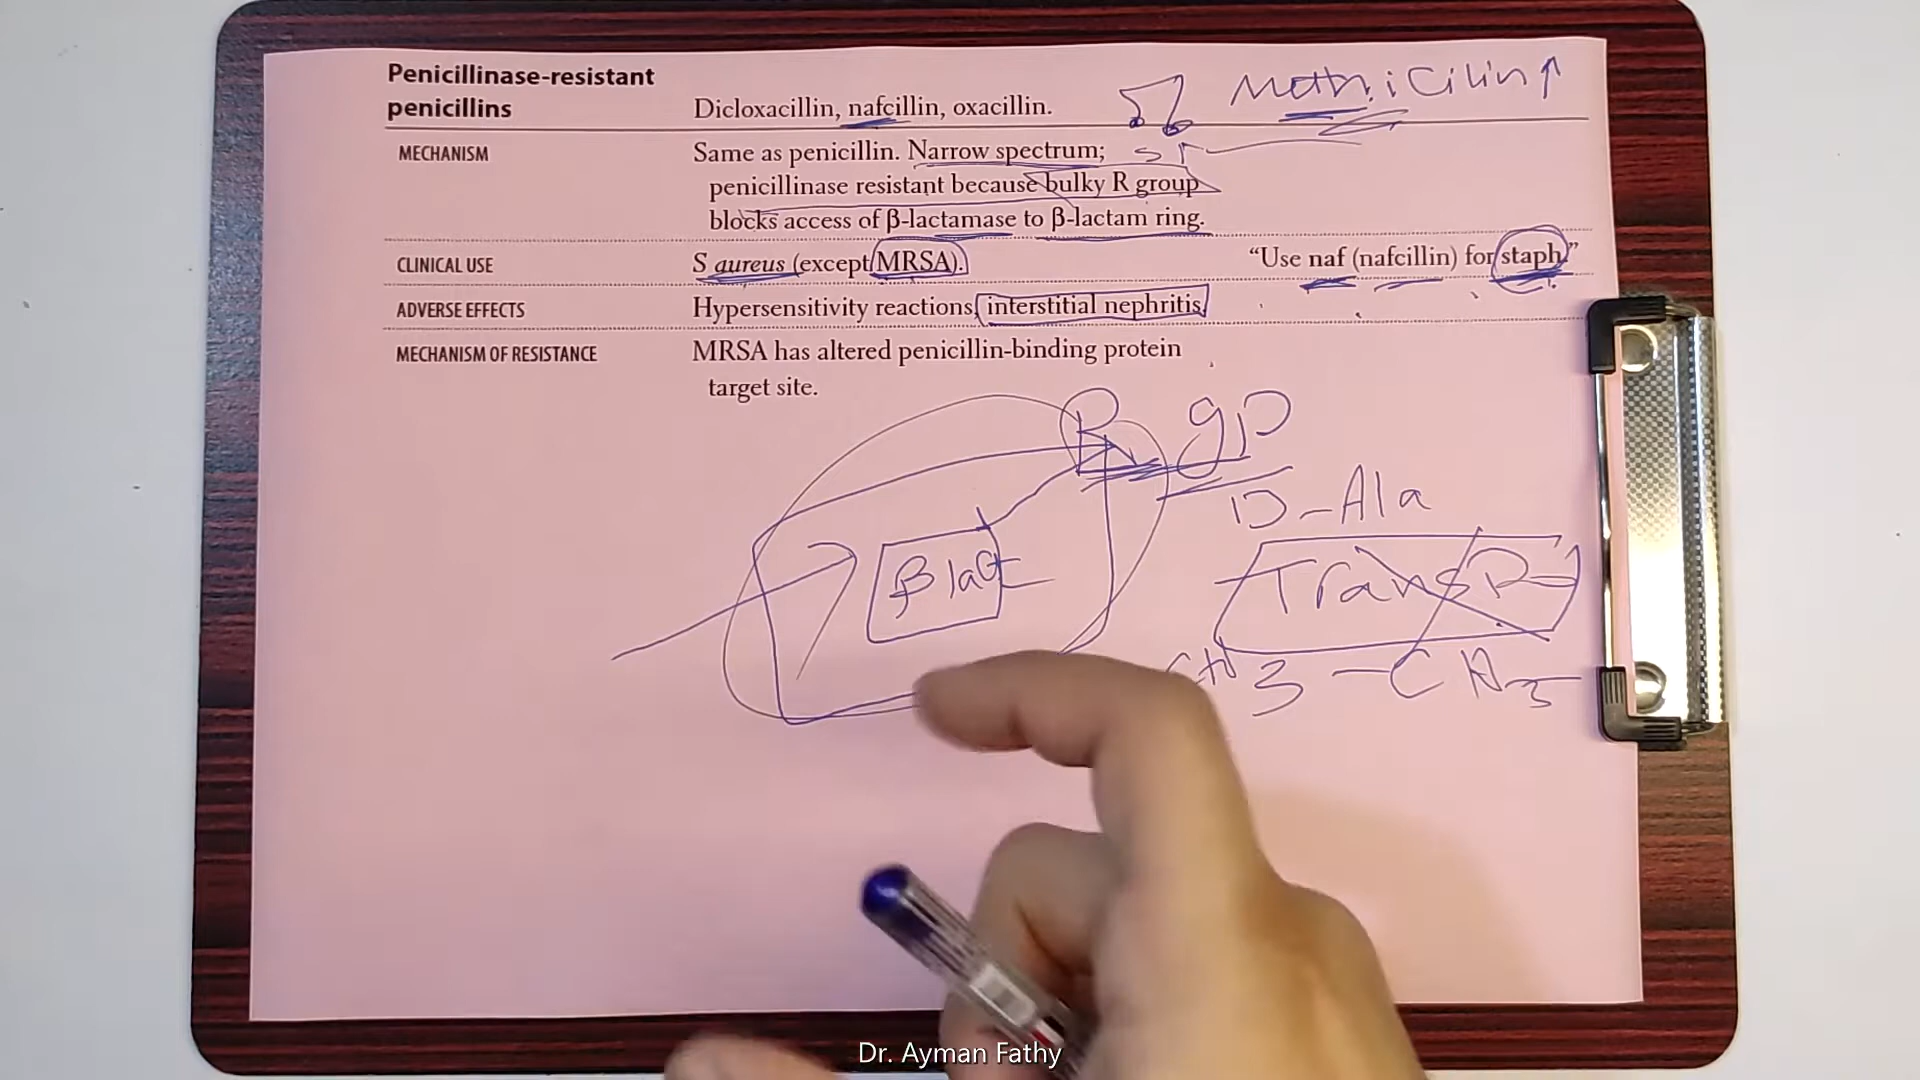 Penicillinase-resistant
penicillins
Dicloxacillin, nafcillin, oxacillin.
Methicilin
MECHANISM
Same as penicillin. Narrow spectrum;
penicillinase resistant because bulky R group
blocks access of β-lactamase to β-lactam ring.
CLINICAL USE
S aureus (except MRSA).
“Use naf (nafcillin) for staph.”
ADVERSE EFFECTS
Hypersensitivity reactions, interstitial nephritis.
MECHANISM OF RESISTANCE
MRSA has altered penicillin-binding protein
target site.
R gp
D-Ala
β lact
TransP
CH3-CH3
Dr. Ayman Fathy